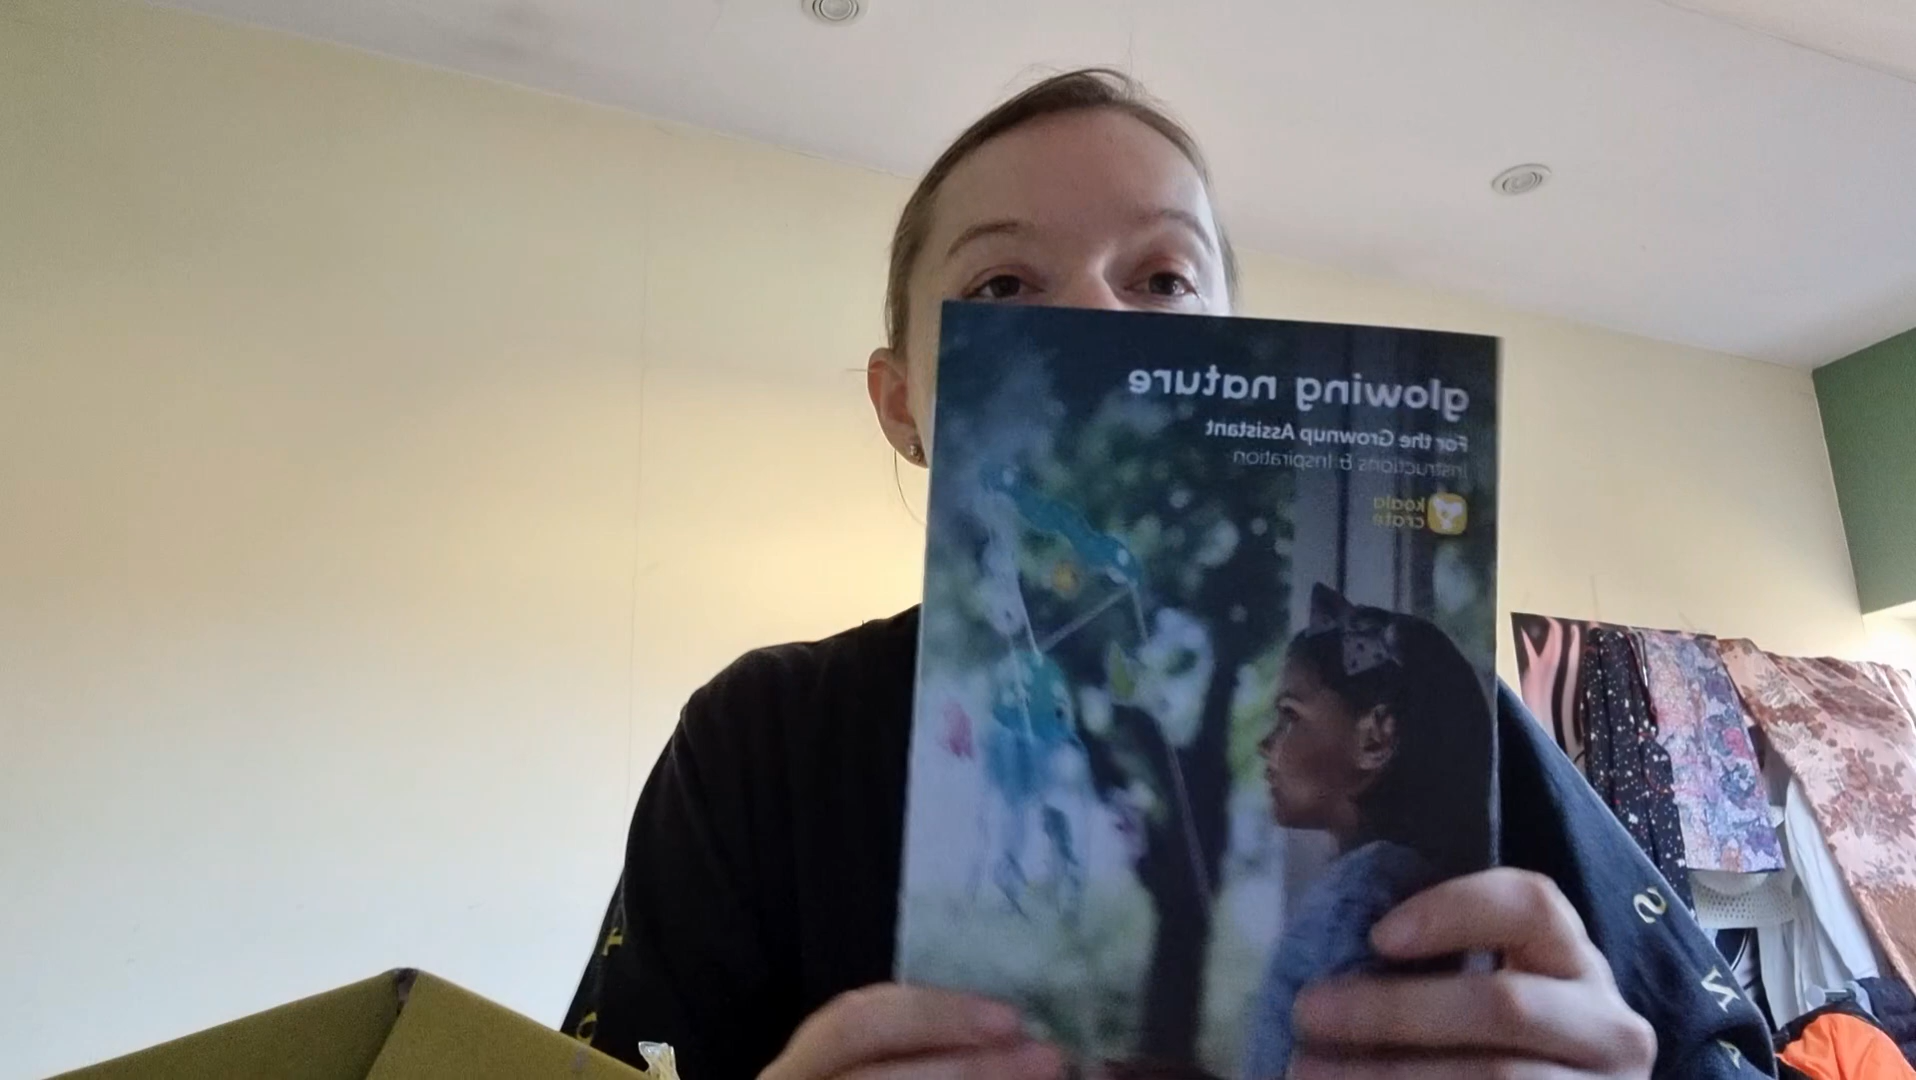 glowing nature
For the Grownup Assistant
Instructions & Inspiration
koala
crate